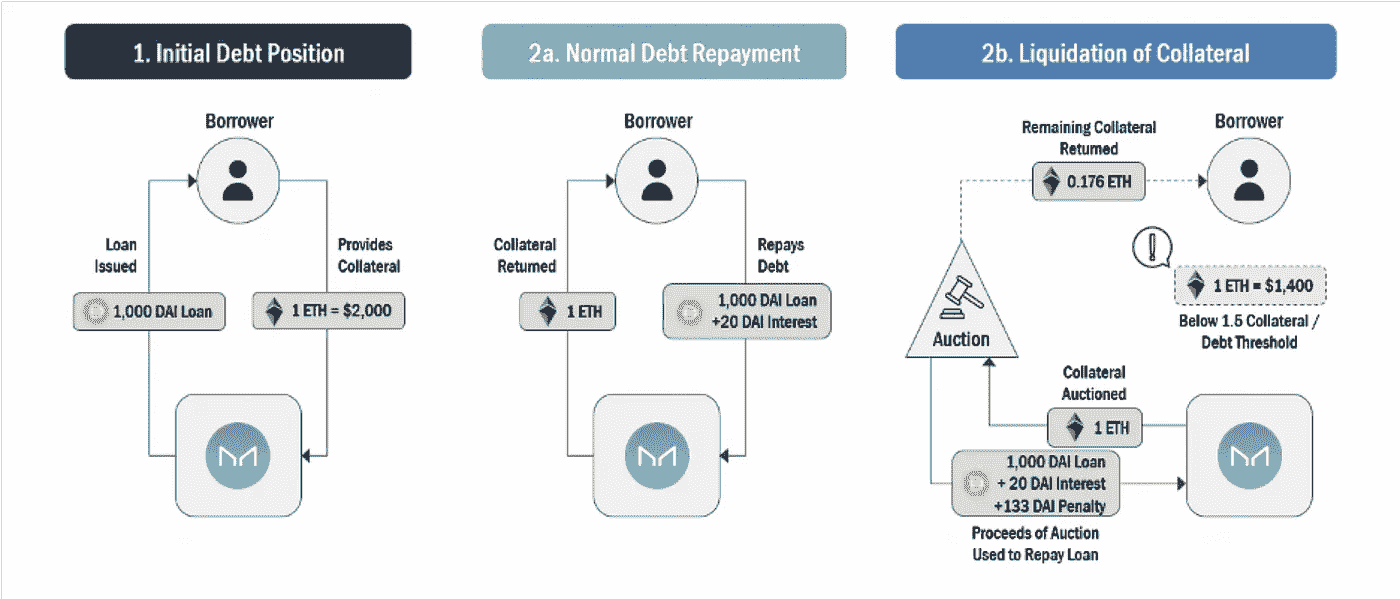 1. Initial Debt Position
Borrower
Loan
Issued
1,000 DAI Loan
Provides
Collateral
1 ETH = $2,000
2a. Normal Debt Repayment
Borrower
Collateral
Returned
1 ETH
Repays
Debt
1,000 DAI Loan
+20 DAI Interest
2b. Liquidation of Collateral
Remaining Collateral
Returned
0.176 ETH
Borrower
1 ETH = $1,400
Below 1.5 Collateral /
Debt Threshold
Auction
Collateral
Auctioned
1 ETH
1,000 DAI Loan
+ 20 DAI Interest
+133 DAI Penalty
Proceeds of Auction
Used to Repay Loan